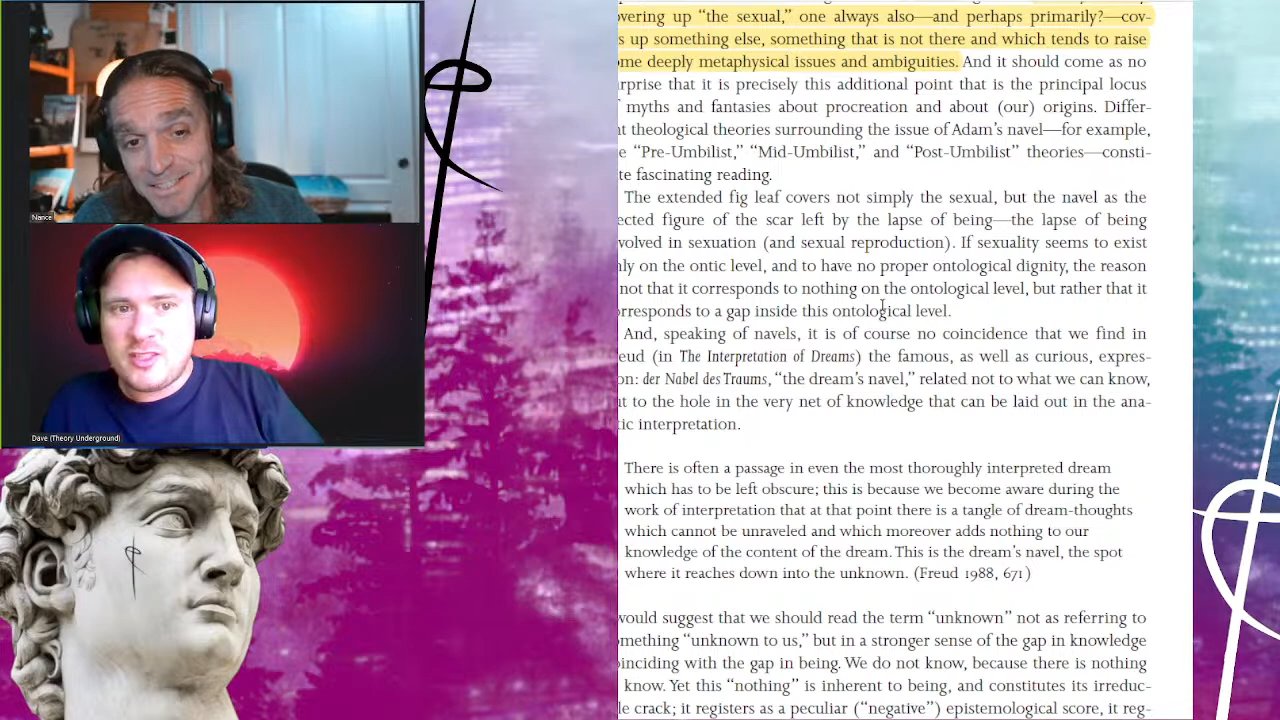 Nance
Dave (Theory Underground)
overing up “the sexual,” one always also—and perhaps primarily?—cov-
s up something else, something that is not there and which tends to raise
ome deeply metaphysical issues and ambiguities. And it should come as no
urprise that it is precisely this additional point that is the principal locus
f myths and fantasies about procreation and about (our) origins. Differ-
nt theological theories surrounding the issue of Adam’s navel—for example,
e “Pre-Umbilist,” “Mid-Umbilist,” and “Post-Umbilist” theories—consti-
te fascinating reading.
The extended fig leaf covers not simply the sexual, but the navel as the
ected figure of the scar left by the lapse of being—the lapse of being
volved in sexuation (and sexual reproduction). If sexuality seems to exist
nly on the ontic level, and to have no proper ontological dignity, the reason
not that it corresponds to nothing on the ontological level, but rather that it
orresponds to a gap inside this ontological level.
And, speaking of navels, it is of course no coincidence that we find in
eud (in The Interpretation of Dreams) the famous, as well as curious, expres-
on: der Nabel des Traums, “the dream’s navel,” related not to what we can know,
ut to the hole in the very net of knowledge that can be laid out in the ana-
tic interpretation.
There is often a passage in even the most thoroughly interpreted dream
which has to be left obscure; this is because we become aware during the
work of interpretation that at that point there is a tangle of dream-thoughts
which cannot be unraveled and which moreover adds nothing to our
knowledge of the content of the dream. This is the dream’s navel, the spot
where it reaches down into the unknown. (Freud 1988, 671)
would suggest that we should read the term “unknown” not as referring to
omething “unknown to us,” but in a stronger sense of the gap in knowledge
oinciding with the gap in being. We do not know, because there is nothing
know. Yet this “nothing” is inherent to being, and constitutes its irreduc-
le crack; it registers as a peculiar (“negative”) epistemological score, it reg-